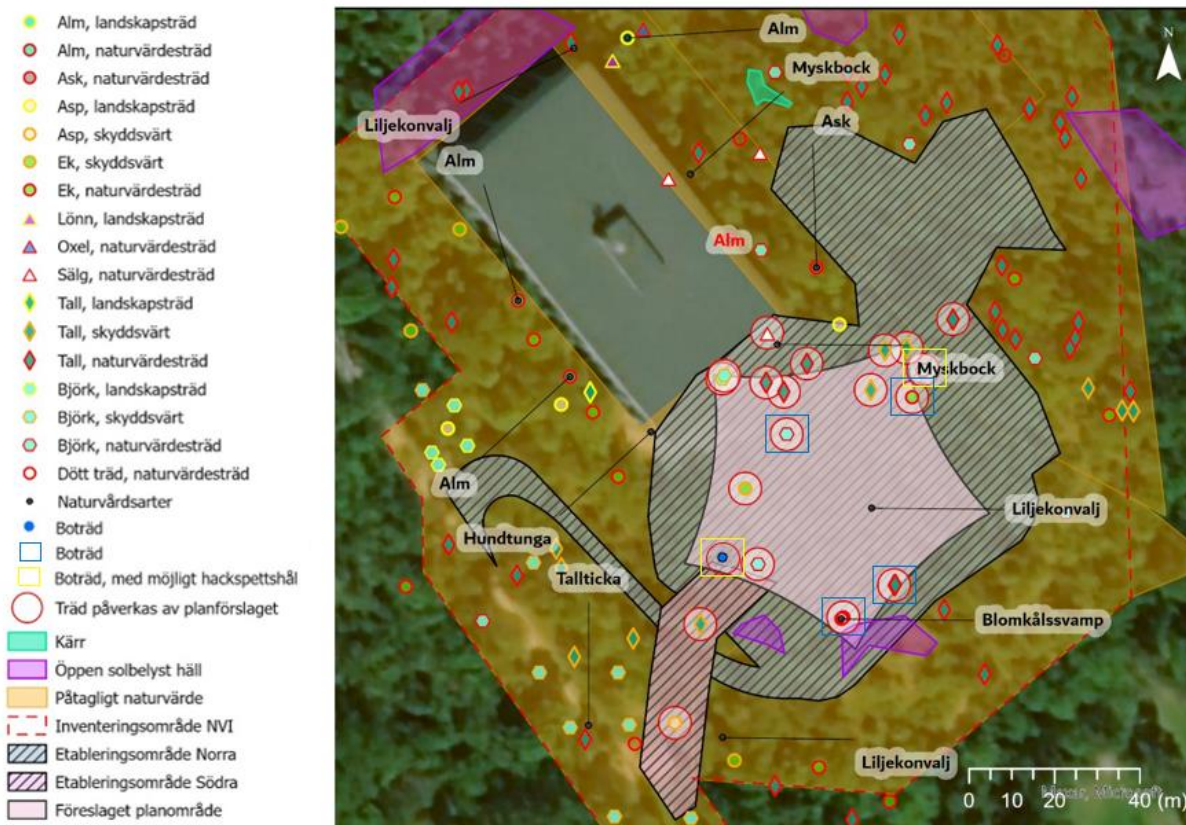 Alm, landskapsträd
Alm, naturvärdesträd
Ask, naturvärdesträd
Asp, landskapsträd
Asp, skyddsvärt
Ek, skyddsvärt
Ek, naturvärdesträd
Lönn, landskapsträd
Oxel, naturvärdesträd
Sälg, naturvärdesträd
Tall, landskapsträd
Tall, skyddsvärt
Tall, naturvärdesträd
Björk, landskapsträd
Björk, skyddsvärt
Björk, naturvärdesträd
Dött träd, naturvärdesträd
Naturvårdsarter
Boträd
Boträd
Boträd, med möjligt hackspettshål
Träd påverkas av planförslaget
Kärr
Öppen solbelyst häll
Påtagligt naturvärde
Inventeringsområde NVI
Etableringsområde Norra
Etableringsområde Södra
Föreslaget planområde
Alm
N
Myskbock
Liljekonvalj
Ask
Alm
Alm
Myskbock
Alm
Liljekonvalj
Hundtunga
Tallticka
Blomkålssvamp
Liljekonvalj
Microsoft
0 10 20 40 (m)